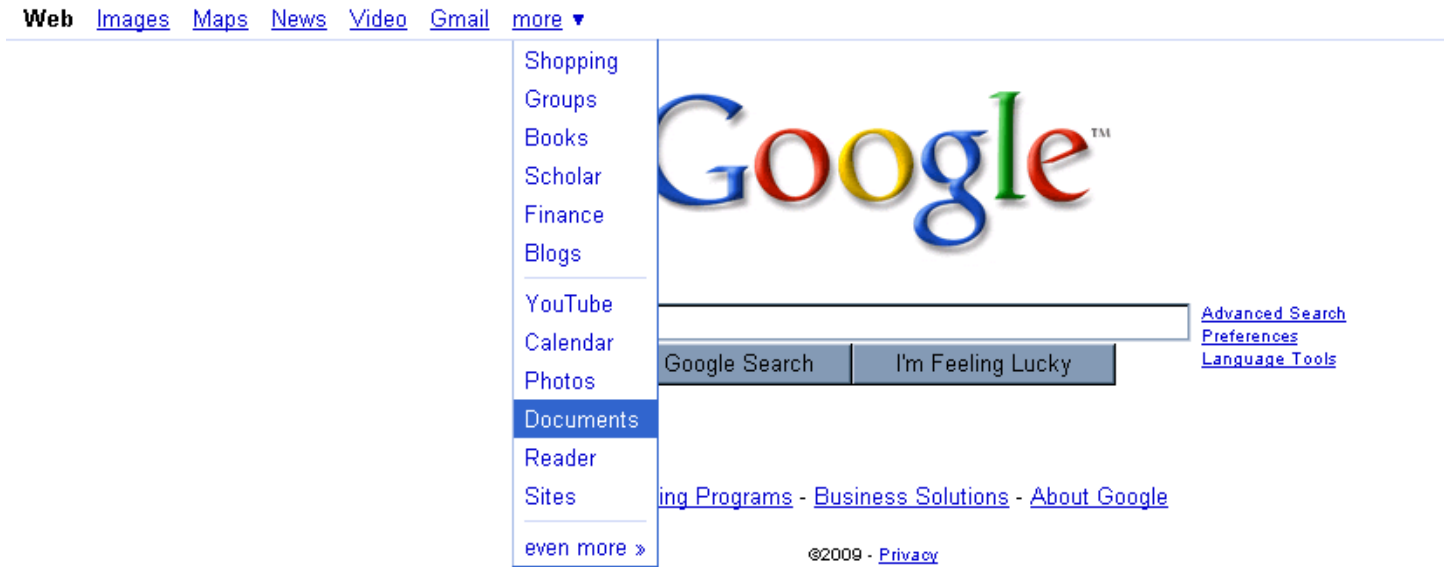 Web Images Maps News Video Gmail more ▼
Shopping
Groups
Books
Scholar
Finance
Blogs
YouTube
Calendar
Photos
Documents
Reader
Sites
even more »
Google™
Advanced Search
Preferences
Language Tools
Google Search I'm Feeling Lucky
Programs - Business Solutions - About Google
©2009 - Privacy